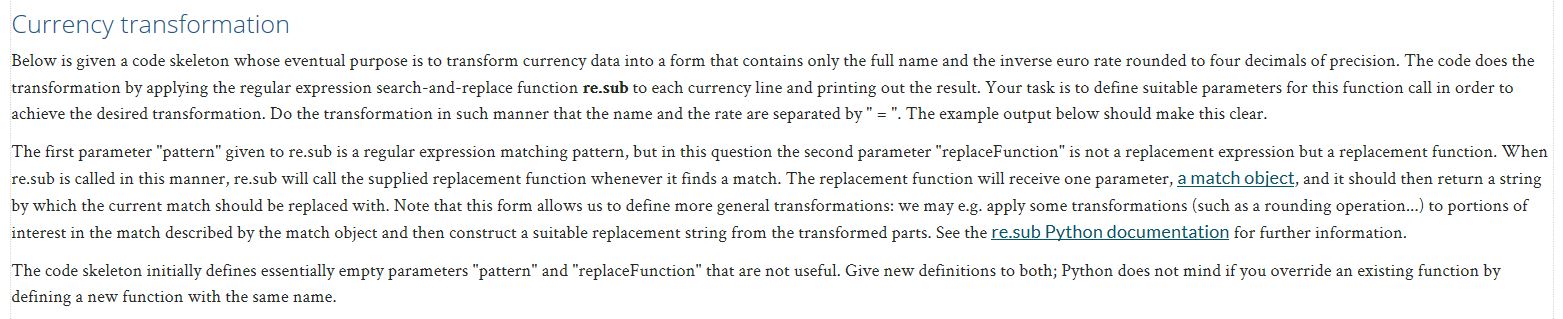 Currency transformation
Below is given a code skeleton whose eventual purpose is to transform currency data into a form that contains only the full name and the inverse euro rate rounded to four decimals of precision. The code does the
transformation by applying the regular expression search-and-replace function re.sub to each currency line and printing out the result. Your task is to define suitable parameters for this function call in order to
achieve the desired transformation. Do the transformation in such manner that the name and the rate are separated by " = ". The example output below should make this clear.
The first parameter "pattern" given to re.sub is a regular expression matching pattern, but in this question the second parameter "replaceFunction" is not a replacement expression but a replacement function. When
re.sub is called in this manner, re.sub will call the supplied replacement function whenever it finds a match. The replacement function will receive one parameter, a match object, and it should then return a string
by which the current match should be replaced with. Note that this form allows us to define more general transformations: we may e.g. apply some transformations (such as a rounding operation...) to portions of
interest in the match described by the match object and then construct a suitable replacement string from the transformed parts. See the re.sub Python documentation for further information.
The code skeleton initially defines essentially empty parameters "pattern" and "replaceFunction" that are not useful. Give new definitions to both; Python does not mind if you override an existing function by
defining a new function with the same name.